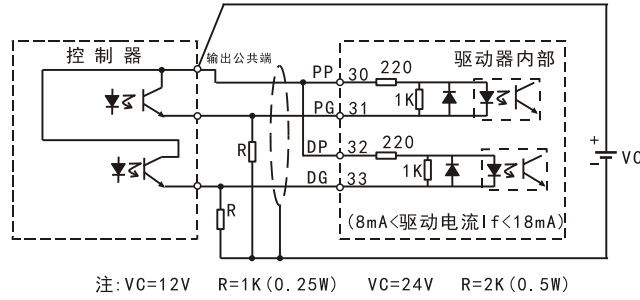 控制器
输出公共端
驱动器内部
PP 30 220
1K
PG 31
R
DP 32 220
1K
DG 33
R
+
VC
−
(8mA<驱动电流If<18mA)
注:VC=12V R=1K(0.25W) VC=24V R=2K(0.5W)